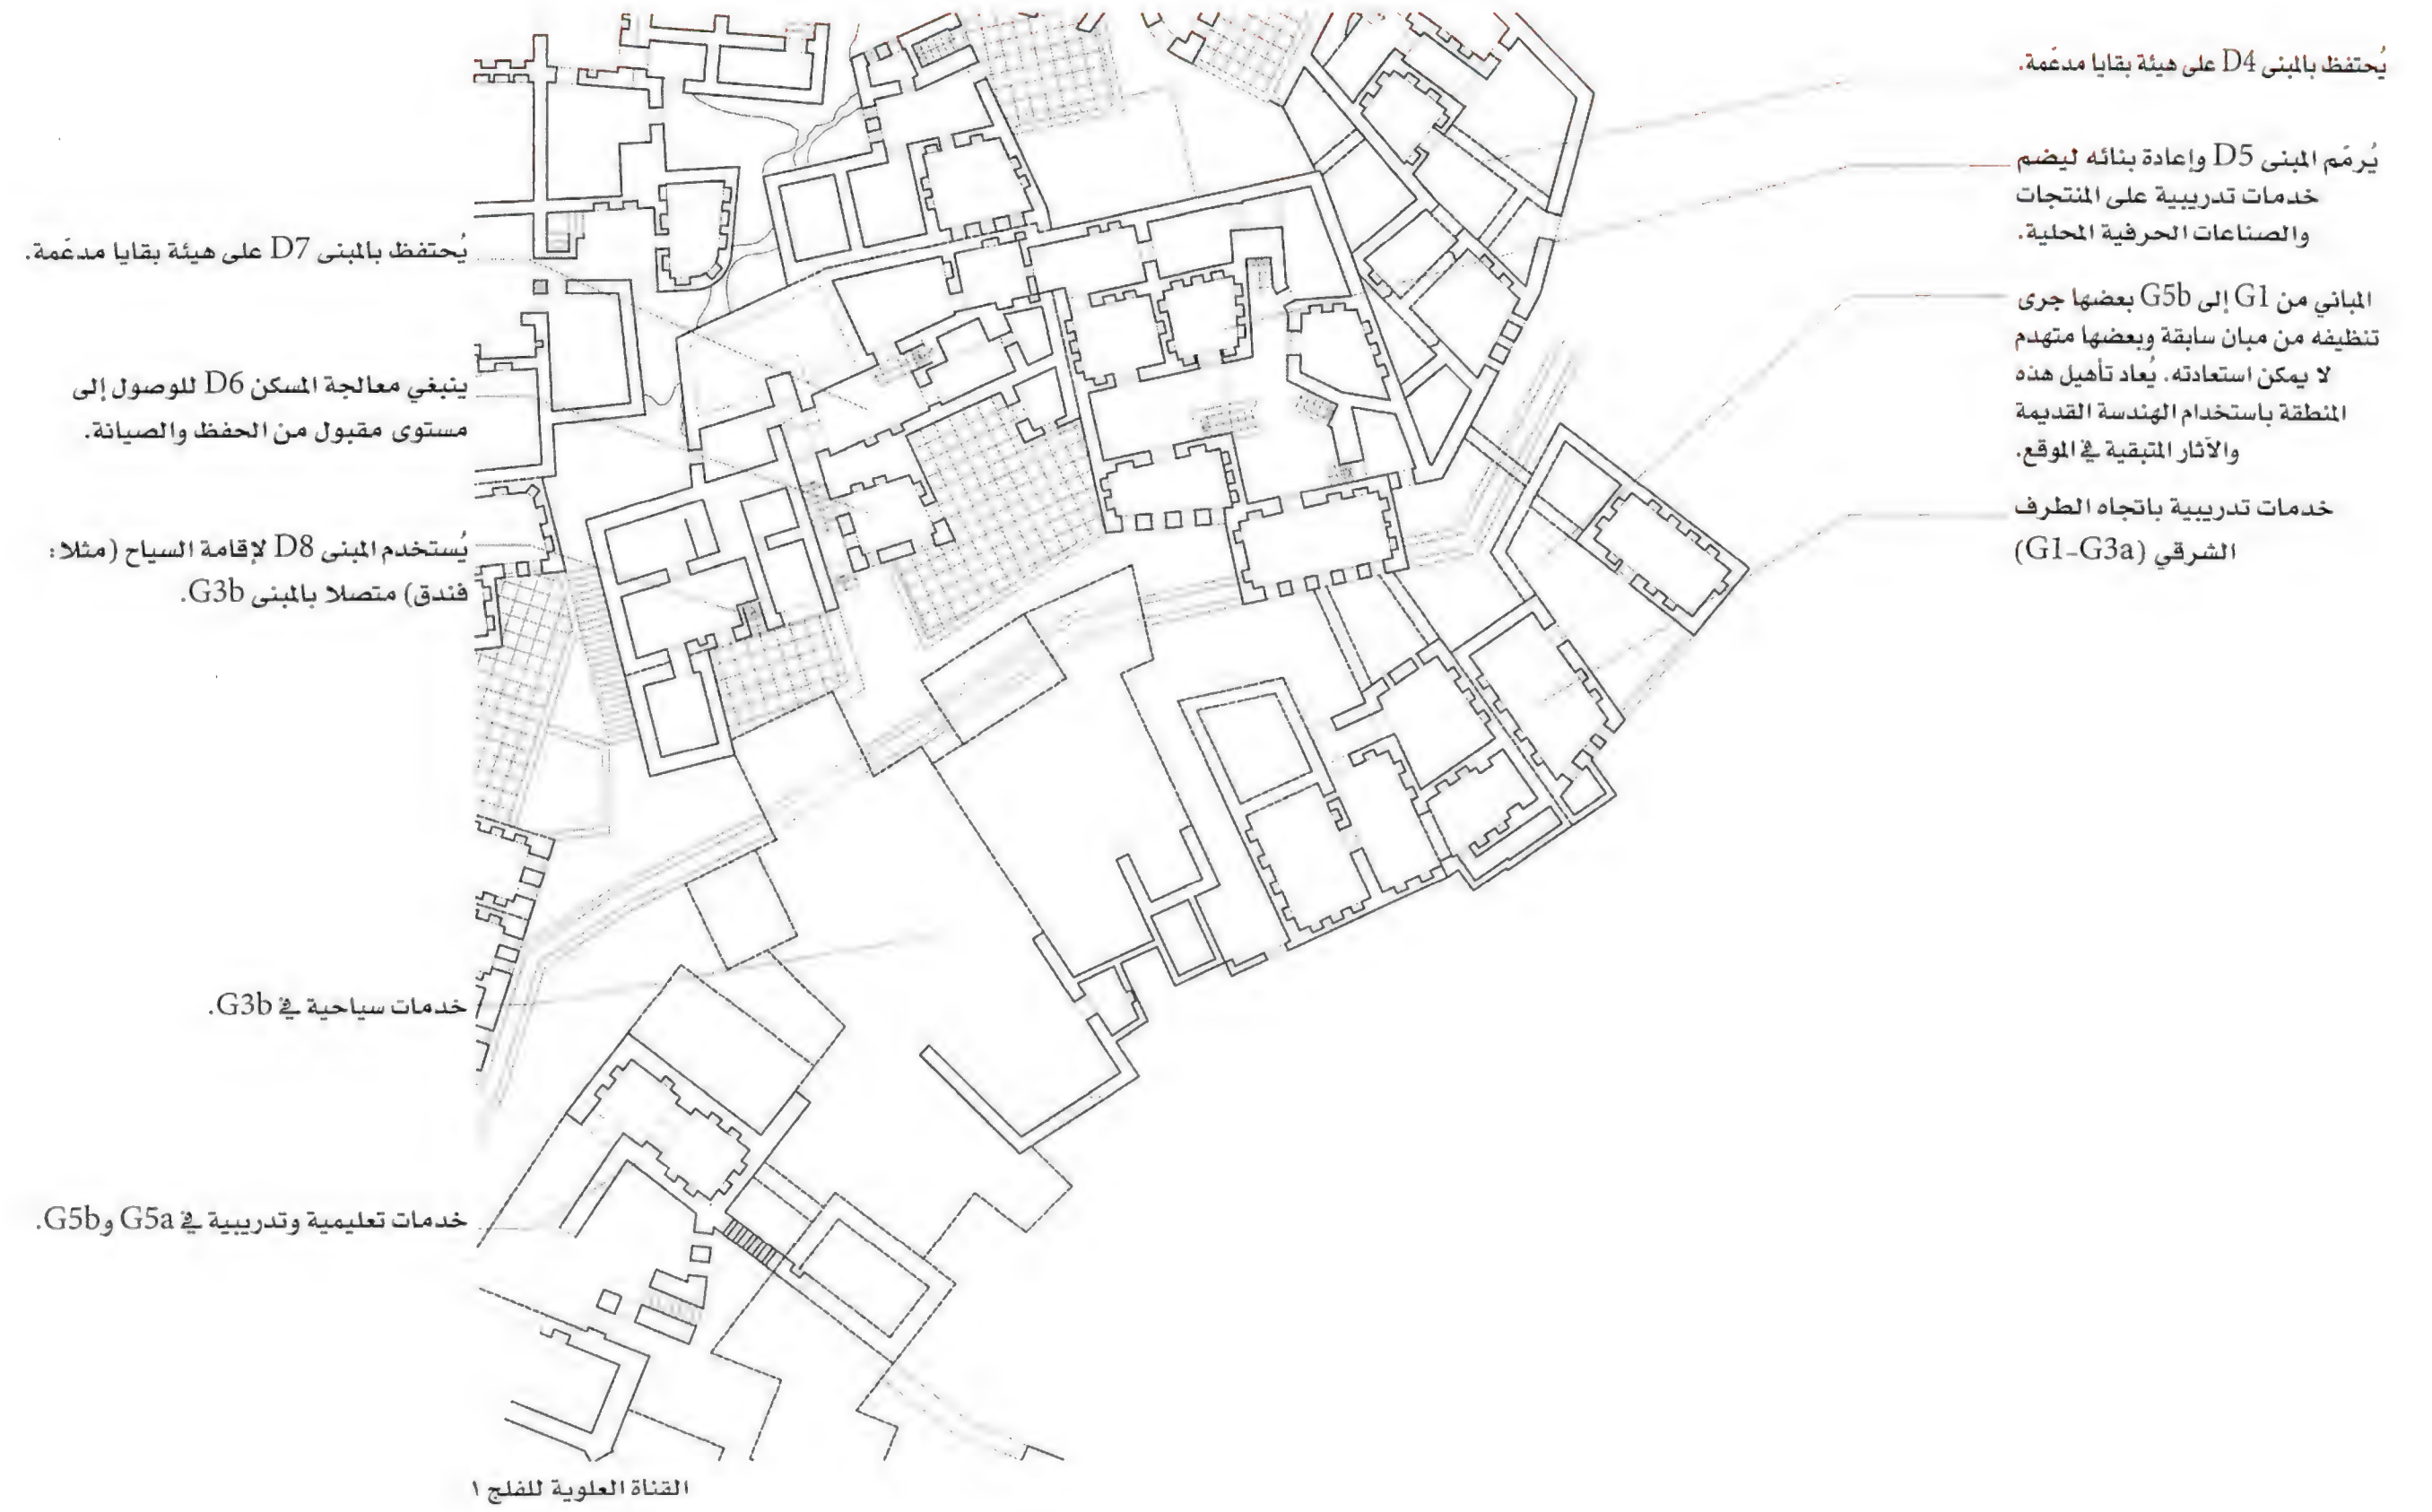 يُحتفظ بالمبنى D4 على هيئة بقايا مدعّمة.
يُرمّم المبنى D5 وإعادة بنائه ليضم
خدمات تدريبية على المنتجات
والصناعات الحرفية المحلية.
المباني من G1 إلى G5b بعضها جرى
تنظيفه من مبان سابقة وبعضها متهدم
لا يمكن استعادته. يُعاد تأهيل هذه
المنطقة باستخدام الهندسة القديمة
والآثار المتبقية في الموقع.
خدمات تدريبية باتجاه الطرف
الشرقي (G1-G3a)
يُحتفظ بالمبنى D7 على هيئة بقايا مدعّمة.
ينبغي معالجة المسكن D6 للوصول إلى
مستوى مقبول من الحفظ والصيانة.
يُستخدم المبنى D8 لإقامة السياح (مثلا:
فندق) متصلا بالمبنى G3b.
خدمات سياحية في G3b.
خدمات تعليمية وتدريبية في G5a وG5b.
القناة العلوية للفلج ١